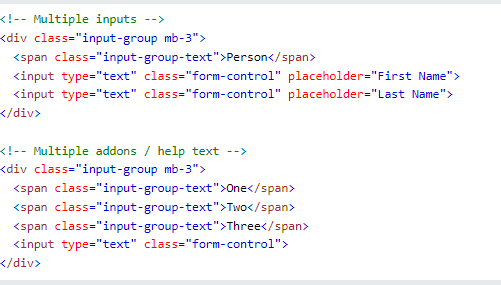 <!-- Multiple inputs -->
<div class="input-group mb-3">
  <span class="input-group-text">Person</span>
  <input type="text" class="form-control" placeholder="First Name">
  <input type="text" class="form-control" placeholder="Last Name">
</div>

<!-- Multiple addons / help text -->
<div class="input-group mb-3">
  <span class="input-group-text">One</span>
  <span class="input-group-text">Two</span>
  <span class="input-group-text">Three</span>
  <input type="text" class="form-control">
</div>